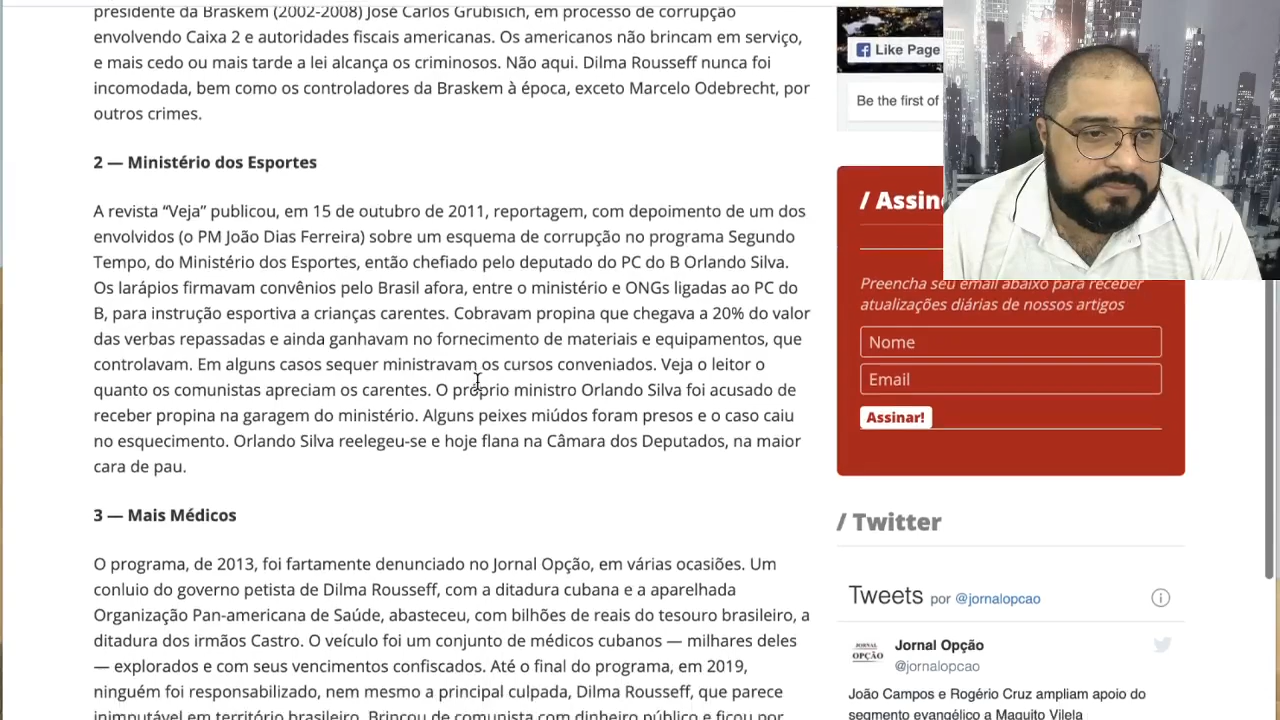 presidente da Braskem (2002-2008) José Carlos Grubisich, em processo de corrupção
envolvendo Caixa 2 e autoridades fiscais americanas. Os americanos não brincam em serviço,
e mais cedo ou mais tarde a lei alcança os criminosos. Não aqui. Dilma Rousseff nunca foi
incomodada, bem como os controladores da Braskem à época, exceto Marcelo Odebrecht, por
outros crimes.
2 — Ministério dos Esportes
A revista “Veja” publicou, em 15 de outubro de 2011, reportagem, com depoimento de um dos
envolvidos (o PM João Dias Ferreira) sobre um esquema de corrupção no programa Segundo
Tempo, do Ministério dos Esportes, então chefiado pelo deputado do PC do B Orlando Silva.
Os larápios firmavam convênios pelo Brasil afora, entre o ministério e ONGs ligadas ao PC do
B, para instrução esportiva a crianças carentes. Cobravam propina que chegava a 20% do valor
das verbas repassadas e ainda ganhavam no fornecimento de materiais e equipamentos, que
controlavam. Em alguns casos sequer ministravam os cursos conveniados. Veja o leitor o
quanto os comunistas apreciam os carentes. O próprio ministro Orlando Silva foi acusado de
receber propina na garagem do ministério. Alguns peixes miúdos foram presos e o caso caiu
no esquecimento. Orlando Silva reelegeu-se e hoje flana na Câmara dos Deputados, na maior
cara de pau.
3 — Mais Médicos
O programa, de 2013, foi fartamente denunciado no Jornal Opção, em várias ocasiões. Um
conluio do governo petista de Dilma Rousseff, com a ditadura cubana e a aparelhada
Organização Pan-americana de Saúde, abasteceu, com bilhões de reais do tesouro brasileiro, a
ditadura dos irmãos Castro. O veículo foi um conjunto de médicos cubanos — milhares deles
— explorados e com seus vencimentos confiscados. Até o final do programa, em 2019,
ninguém foi responsabilizado, nem mesmo a principal culpada, Dilma Rousseff, que parece
inimputável em território brasileiro. Brincou de comunista com dinheiro público e ficou por
Like Page
Be the first of
/ Assin
Preencha seu email abaixo para receber
atualizações diárias de nossos artigos
Nome
Email
Assinar!
/ Twitter
Tweets por @jornalopcao
JORNAL
OPÇÃO
Jornal Opção
@jornalopcao
João Campos e Rogério Cruz ampliam apoio do
segmento evangélico a Maguito Vilela